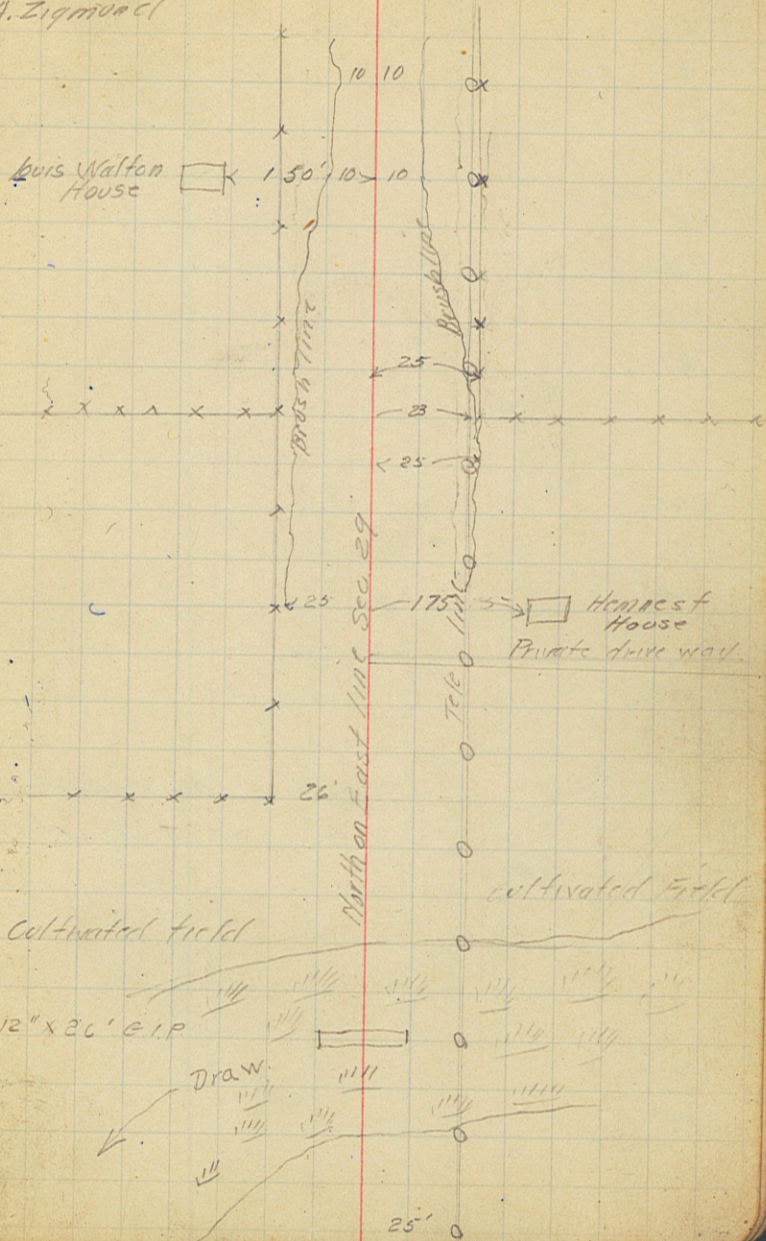 A. Zigmond
10 10
Louis Walton
House
150' 10 10
Brush line
Brush line
25
23
25
North on East line Sec. 29
25
175'
Hemnest
House
Private drive way
Tele line
26'
Cultivated Field
Cultivated field
12" X 26' C.I.P
Draw
25'